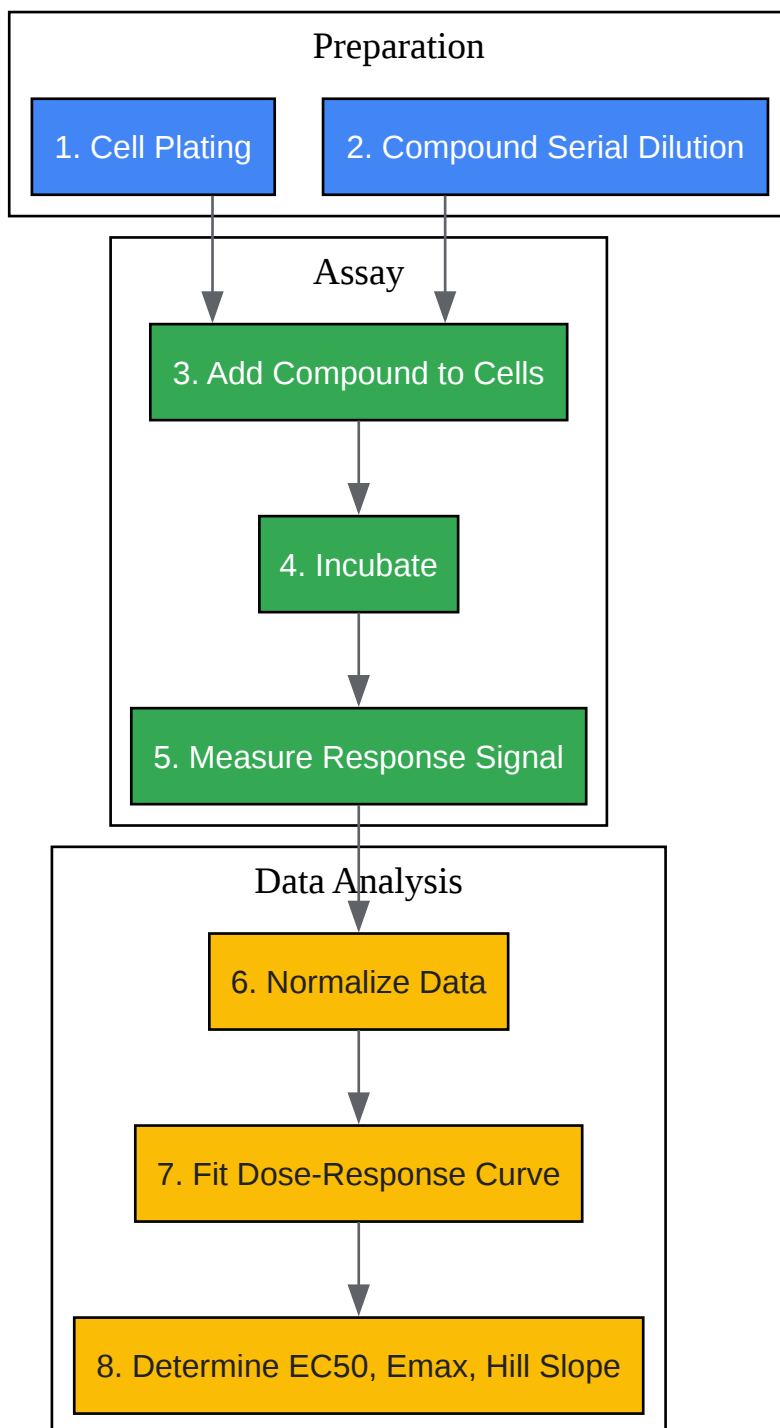 Preparation
1. Cell Plating
2. Compound Serial Dilution
Assay
3. Add Compound to Cells
4. Incubate
5. Measure Response Signal
Data Analysis
6. Normalize Data
7. Fit Dose-Response Curve
8. Determine EC50, Emax, Hill Slope